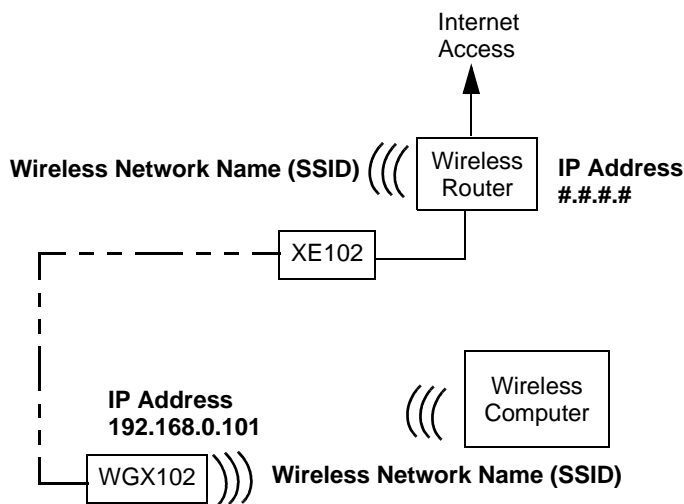 Internet
Access
Wireless Network Name (SSID)
Wireless
Router
IP Address
#.#.#.#
XE102
IP Address
192.168.0.101
Wireless
Computer
WGX102
Wireless Network Name (SSID)